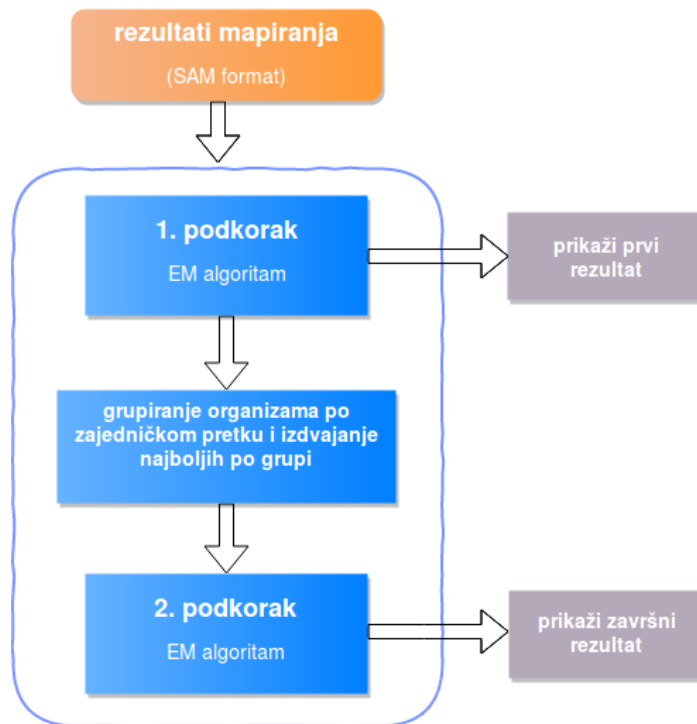 rezultati mapiranja
(SAM format)
1. podkorak
EM algoritam
prikaži prvi
rezultat
grupiranje organizama po
zajedničkom pretku i izdvajanje
najboljih po grupi
2. podkorak
EM algoritam
prikaži završni
rezultat